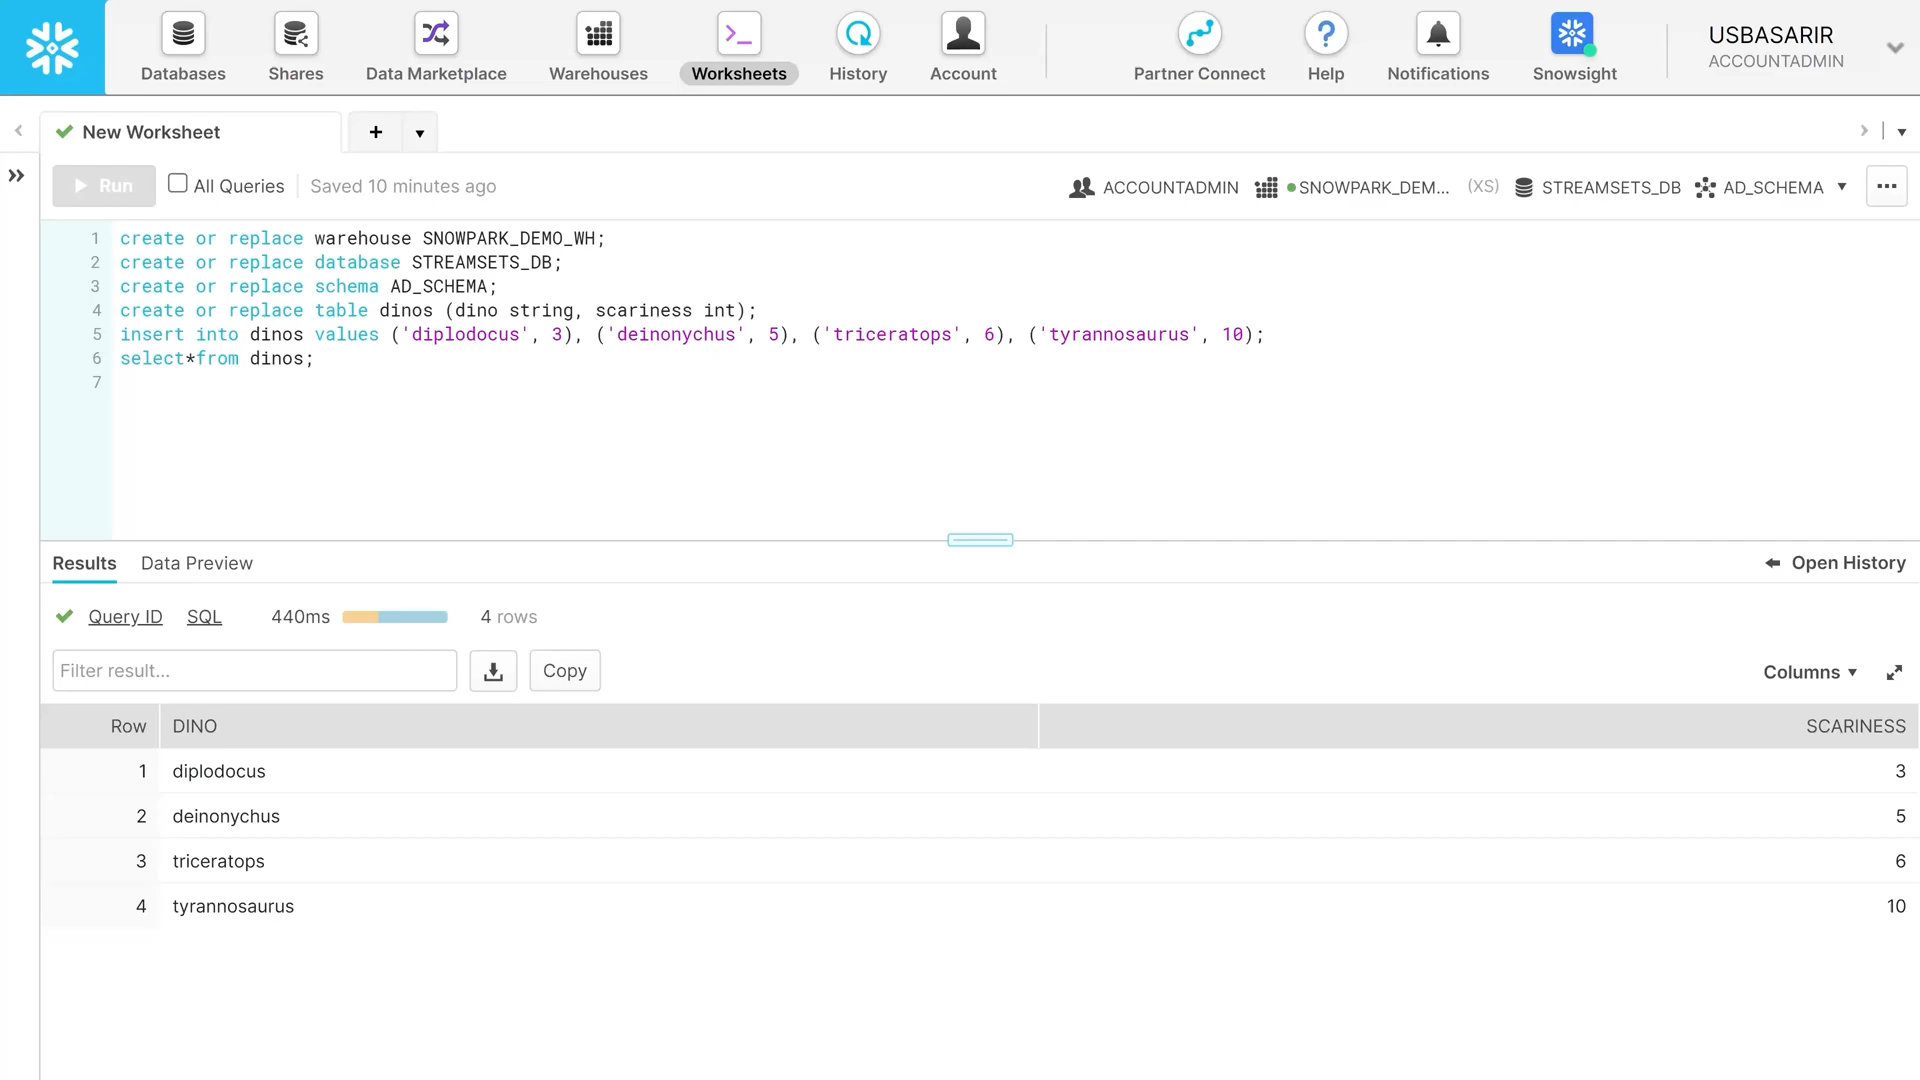 Databases
Shares
Data Marketplace
Warehouses
Worksheets
History
Account
Partner Connect
Help
Notifications
Snowsight
USBASARIR
ACCOUNTADMIN
New Worksheet
Run
All Queries
Saved 10 minutes ago
ACCOUNTADMIN
SNOWPARK_DEM...
(XS)
STREAMSETS_DB
AD_SCHEMA
1 create or replace warehouse SNOWPARK_DEMO_WH;
2 create or replace database STREAMSETS_DB;
3 create or replace schema AD_SCHEMA;
4 create or replace table dinos (dino string, scariness int);
5 insert into dinos values ('diplodocus', 3), ('deinonychus', 5), ('triceratops', 6), ('tyrannosaurus', 10);
6 select*from dinos;
7
Results Data Preview Open History
Query ID SQL 440ms 4 rows
Filter result... Copy Columns
Row DINO SCARINESS
1 diplodocus 3
2 deinonychus 5
3 triceratops 6
4 tyrannosaurus 10